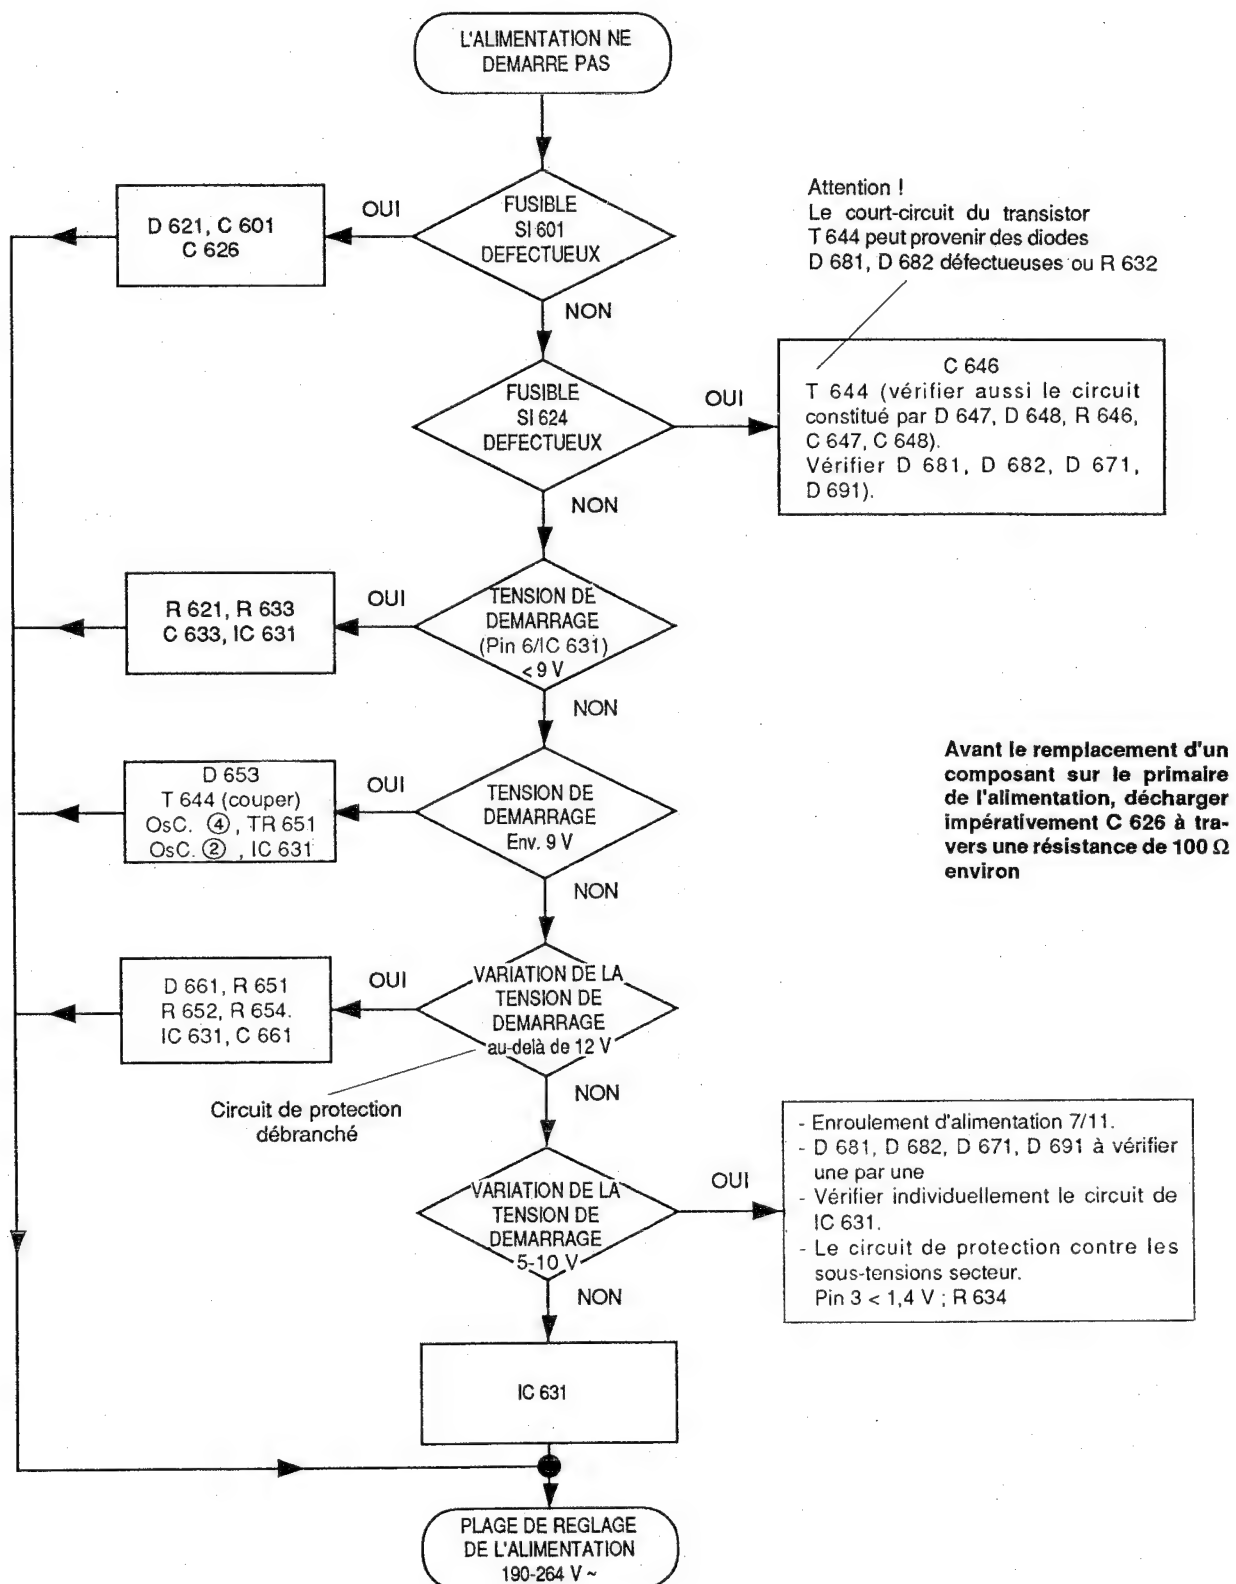 L'ALIMENTATION NE
DEMARRE PAS
FUSIBLE
SI 601
DEFECTUEUX
OUI
D 621, C 601
C 626
NON
Attention !
Le court-circuit du transistor
T 644 peut provenir des diodes
D 681, D 682 défectueuses ou R 632
FUSIBLE
SI 624
DEFECTUEUX
OUI
C 646
T 644 (vérifier aussi le circuit
constitué par D 647, D 648, R 646,
C 647, C 648).
Vérifier D 681, D 682, D 671,
D 691).
NON
TENSION DE
DEMARRAGE
(Pin 6/IC 631)
< 9 V
OUI
R 621, R 633
C 633, IC 631
NON
TENSION DE
DEMARRAGE
Env. 9 V
OUI
D 653
T 644 (couper)
OsC. ④, TR 651
OsC. ②, IC 631
Avant le remplacement d'un
composant sur le primaire
de l'alimentation, décharger
impérativement C 626 à tra-
vers une résistance de 100 Ω
environ
NON
VARIATION DE LA
TENSION DE
DEMARRAGE
au-delà de 12 V
OUI
D 661, R 651
R 652, R 654.
IC 631, C 661
Circuit de protection
débranché
NON
VARIATION DE LA
TENSION DE
DEMARRAGE
5-10 V
OUI
- Enroulement d'alimentation 7/11.
- D 681, D 682, D 671, D 691 à vérifier
une par une
- Vérifier individuellement le circuit de
IC 631.
- Le circuit de protection contre les
sous-tensions secteur.
Pin 3 < 1,4 V ; R 634
NON
IC 631
PLAGE DE REGLAGE
DE L'ALIMENTATION
190-264 V ~